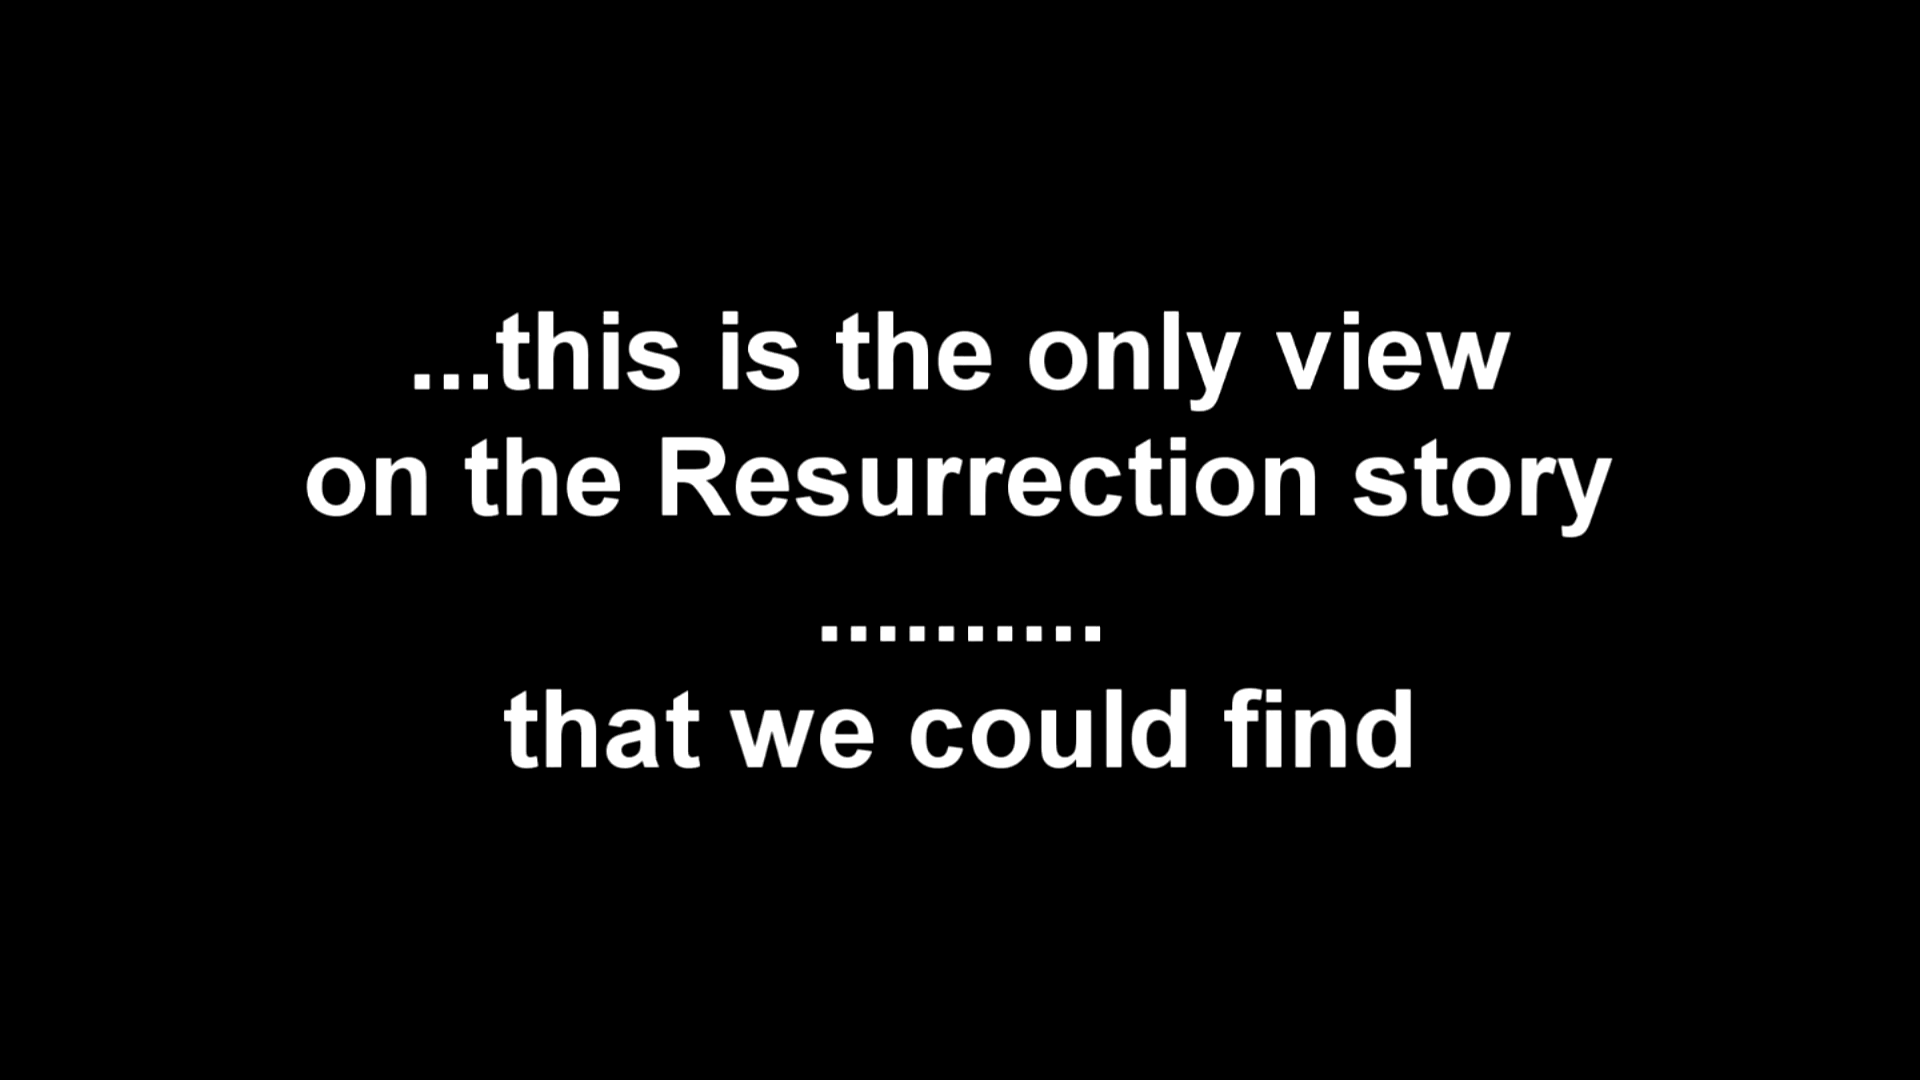 ...this is the only view
on the Resurrection story
..........
that we could find